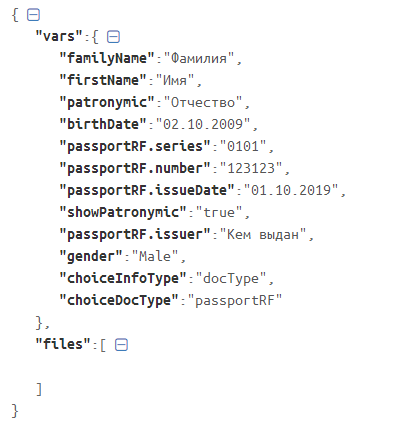 {
"vars":{
"familyName":"Фамилия",
"firstName":"Имя",
"patronymic":"Отчество",
"birthDate":"02.10.2009",
"passportRF.series":"0101",
"passportRF.number":"123123",
"passportRF.issueDate":"01.10.2019",
"showPatronymic":"true",
"passportRF.issuer":"Кем выдан",
"gender":"Male",
"choiceInfoType":"docType",
"choiceDocType":"passportRF"
},
"files":[
]
}